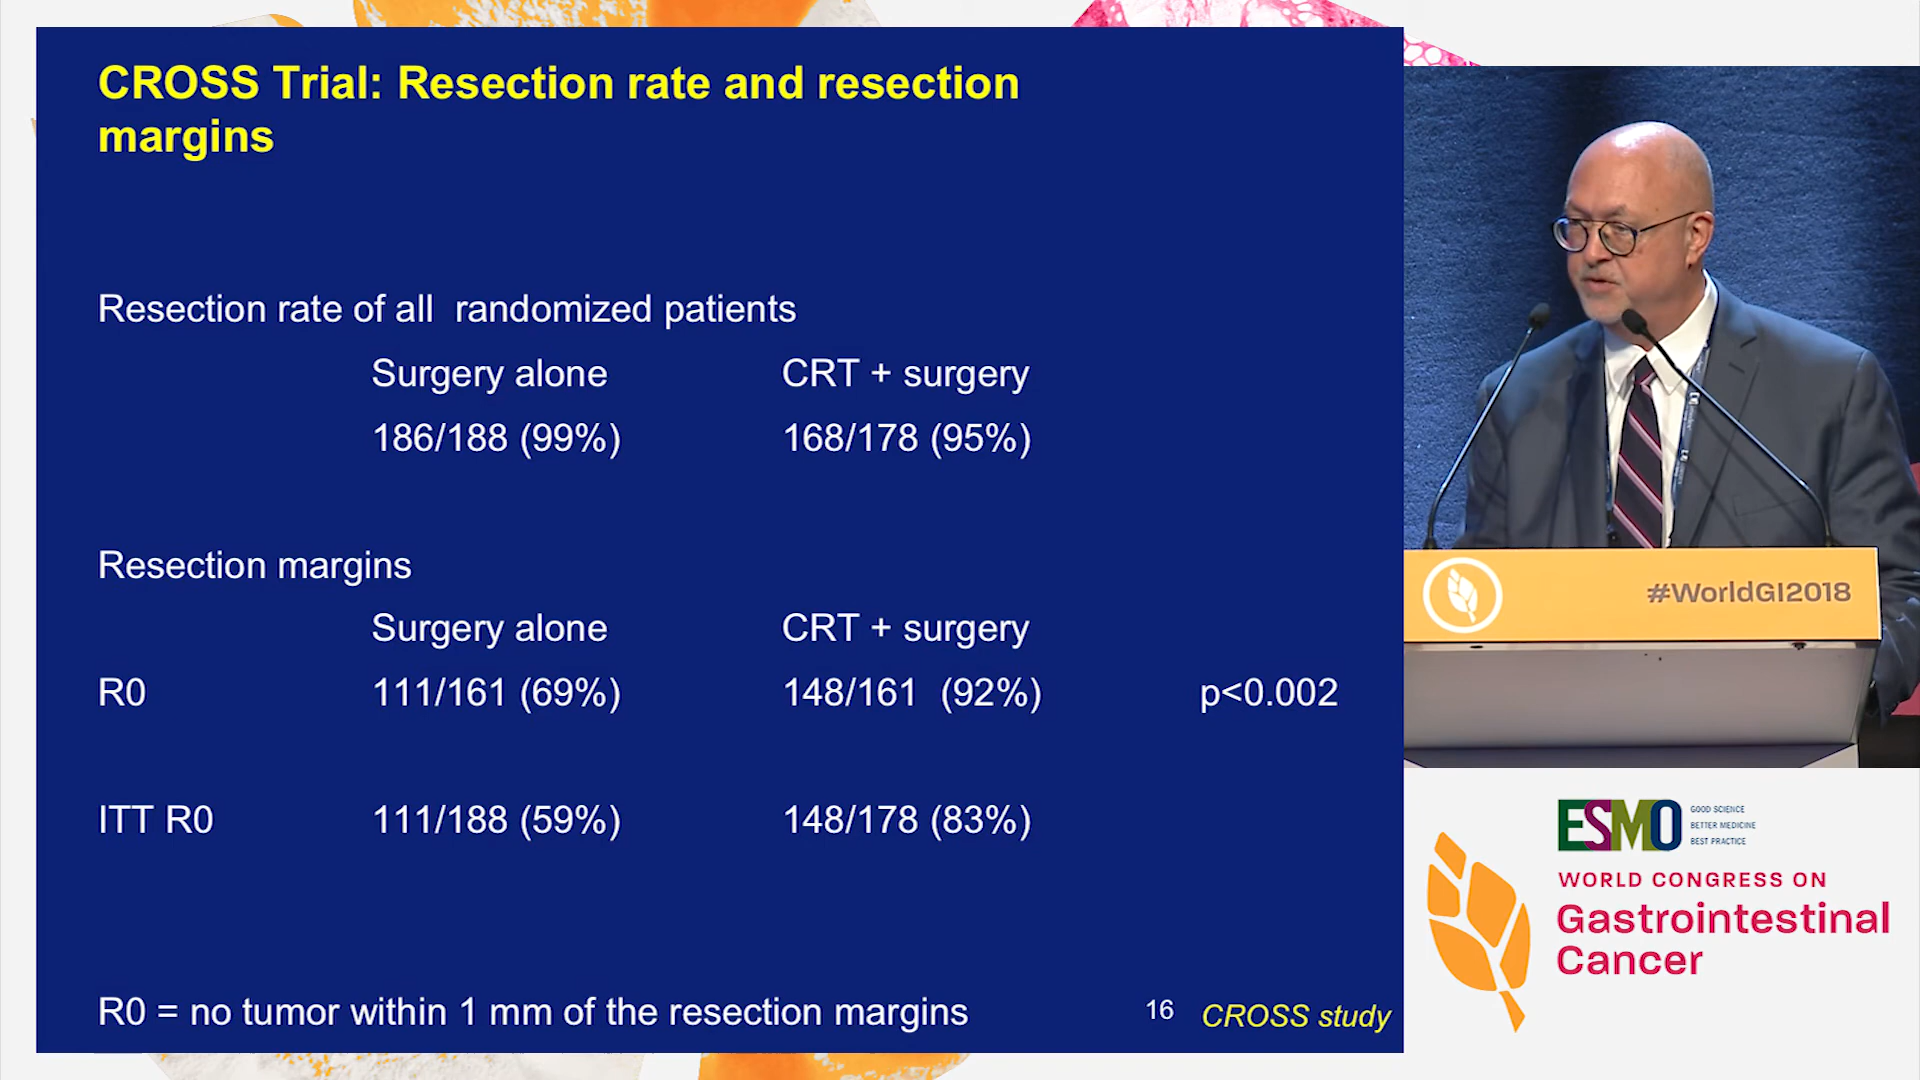 CROSS Trial: Resection rate and resection
margins
Resection rate of all randomized patients
Surgery alone CRT + surgery
186/188 (99%) 168/178 (95%)
Resection margins
Surgery alone CRT + surgery
R0 111/161 (69%) 148/161 (92%) p<0.002
ITT R0 111/188 (59%) 148/178 (83%)
R0 = no tumor within 1 mm of the resection margins
16 CROSS study
#WorldGI2018
ESMO
GOOD SCIENCE
BETTER MEDICINE
BEST PRACTICE
WORLD CONGRESS ON
Gastrointestinal
Cancer